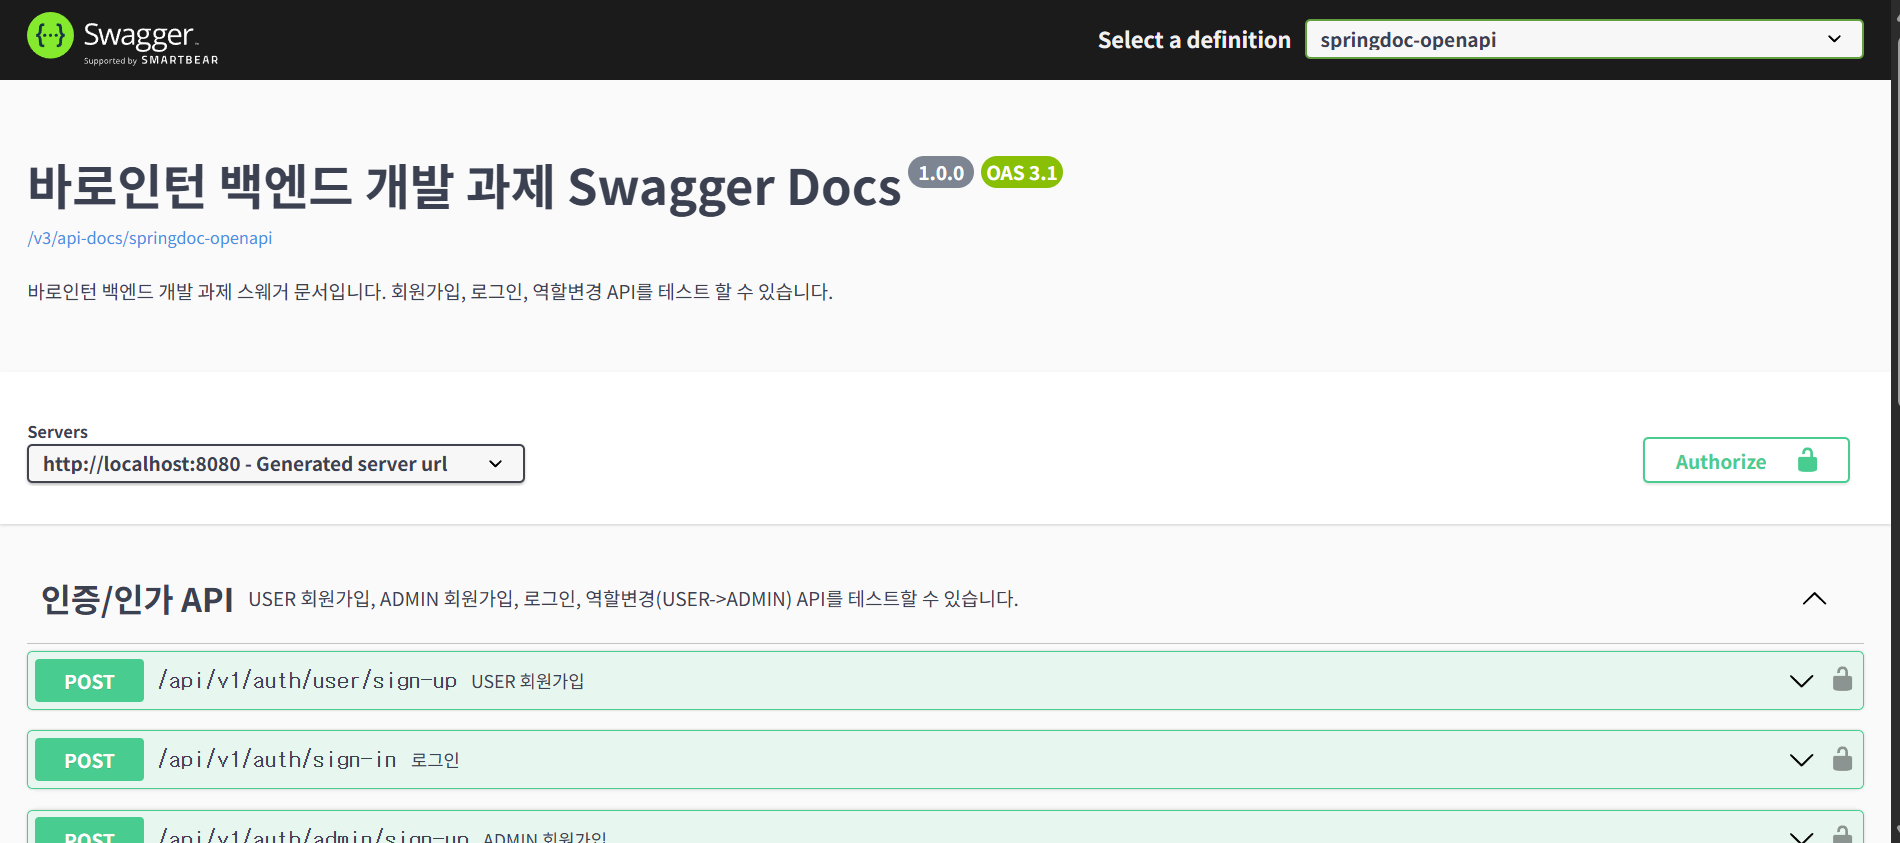 Swagger
Supported by SMARTBEAR
Select a definition
springdoc-openapi
바로인턴 백엔드 개발 과제 Swagger Docs 1.0.0 OAS 3.1
/v3/api-docs/springdoc-openapi
바로인턴 백엔드 개발 과제 스웨거 문서입니다. 회원가입, 로그인, 역할변경 API를 테스트 할 수 있습니다.
Servers
http://localhost:8080 - Generated server url
Authorize
인증/인가 API USER 회원가입, ADMIN 회원가입, 로그인, 역할변경(USER->ADMIN) API를 테스트할 수 있습니다.
POST /api/v1/auth/user/sign-up USER 회원가입
POST /api/v1/auth/sign-in 로그인
POST /api/v1/auth/admin/sign-up ADMIN 회원가입